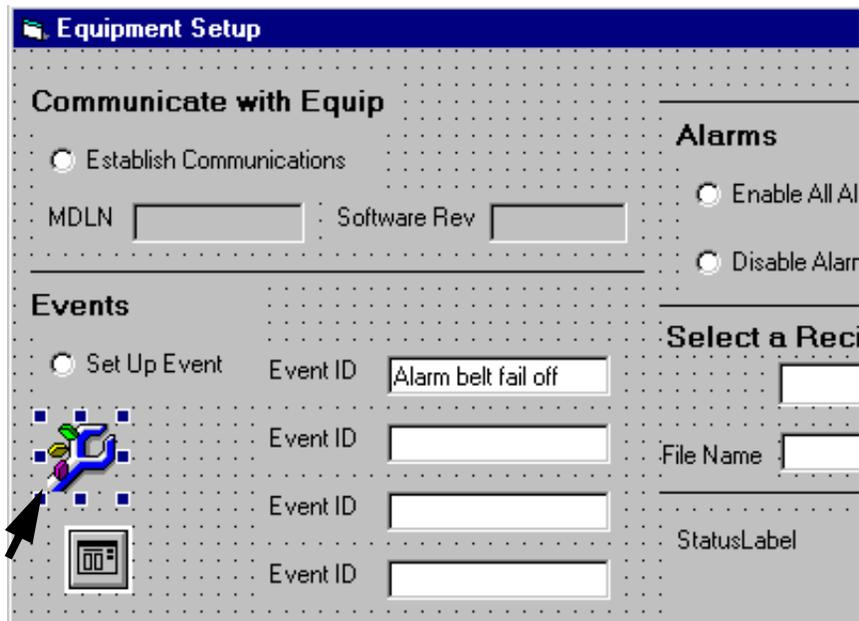 Equipment Setup
Communicate with Equip
Establish Communications
MDLN
Software Rev
Alarms
Enable All Al
Disable Alarm
Events
Set Up Event
Event ID
Alarm belt fail off
Event ID
Event ID
Event ID
Select a Reci
File Name
StatusLabel